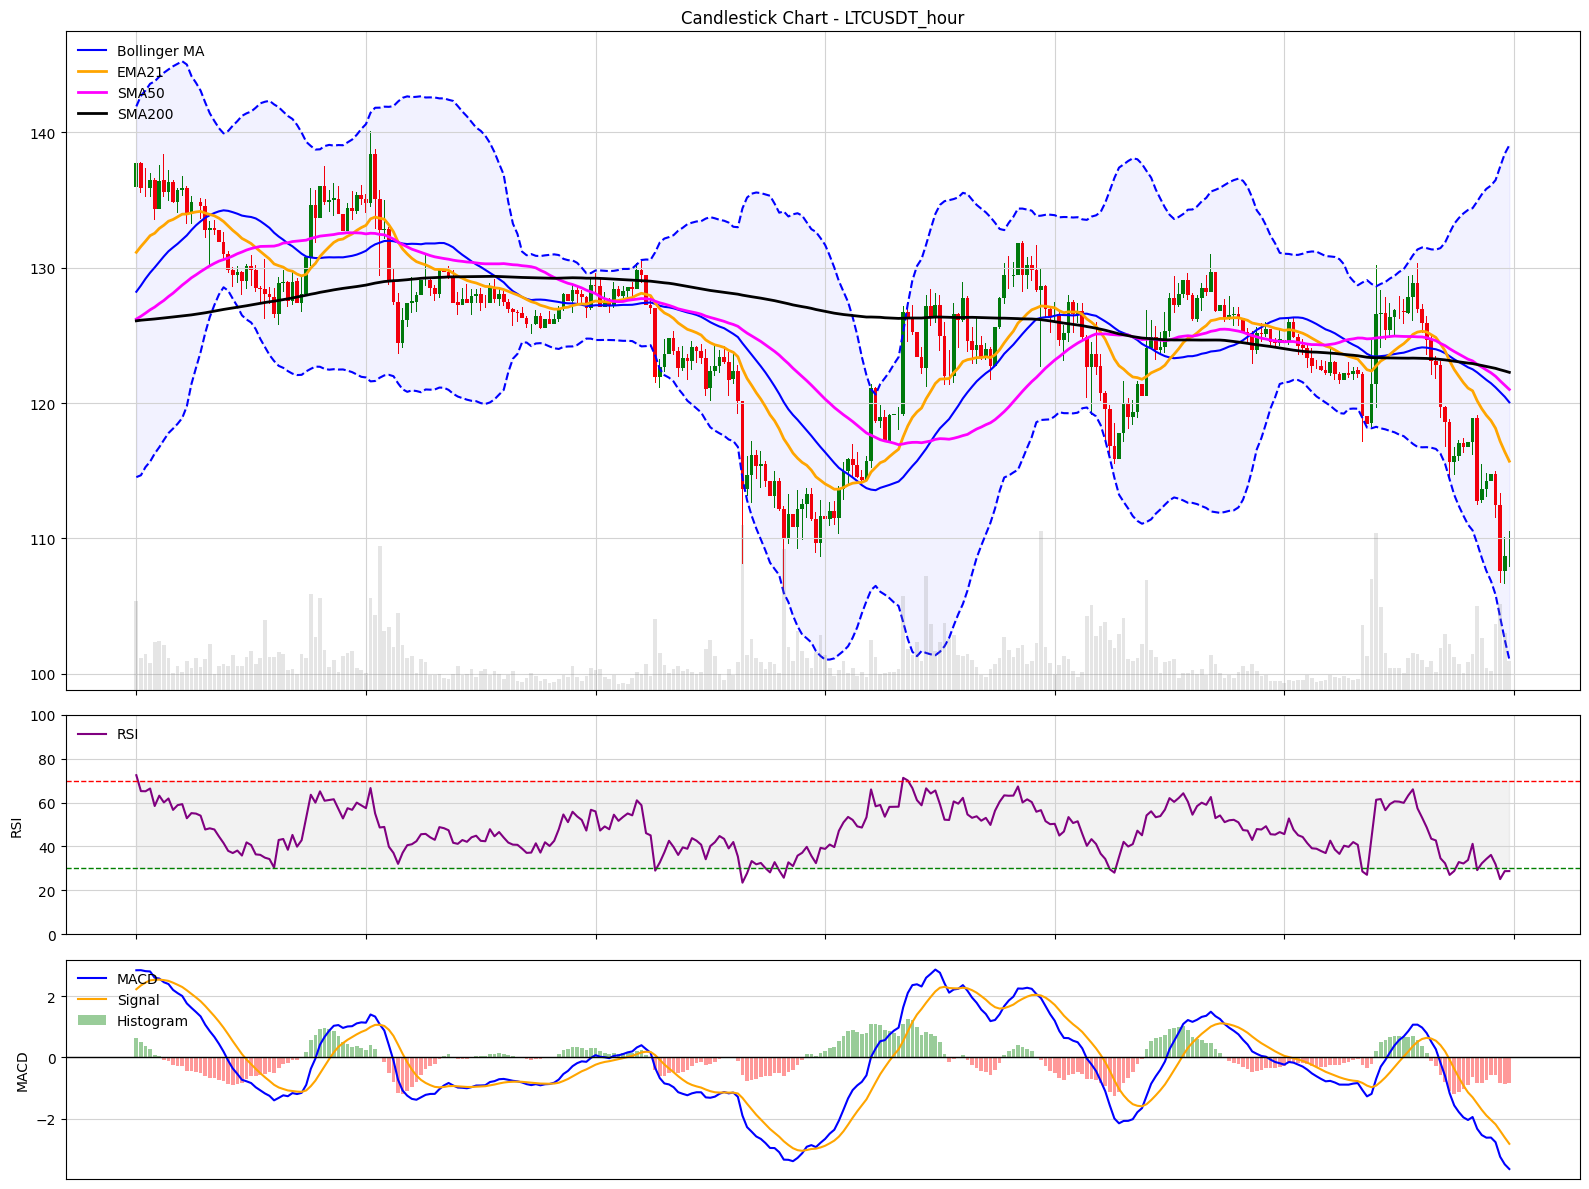 Candlestick Chart - LTCUSDT_hour
Bollinger MA
EMA21
SMA50
SMA200
140
130
120
110
100
RSI
100
80
60
40
20
0
RSI
MACD
Signal
Histogram
2
0
−2
MACD